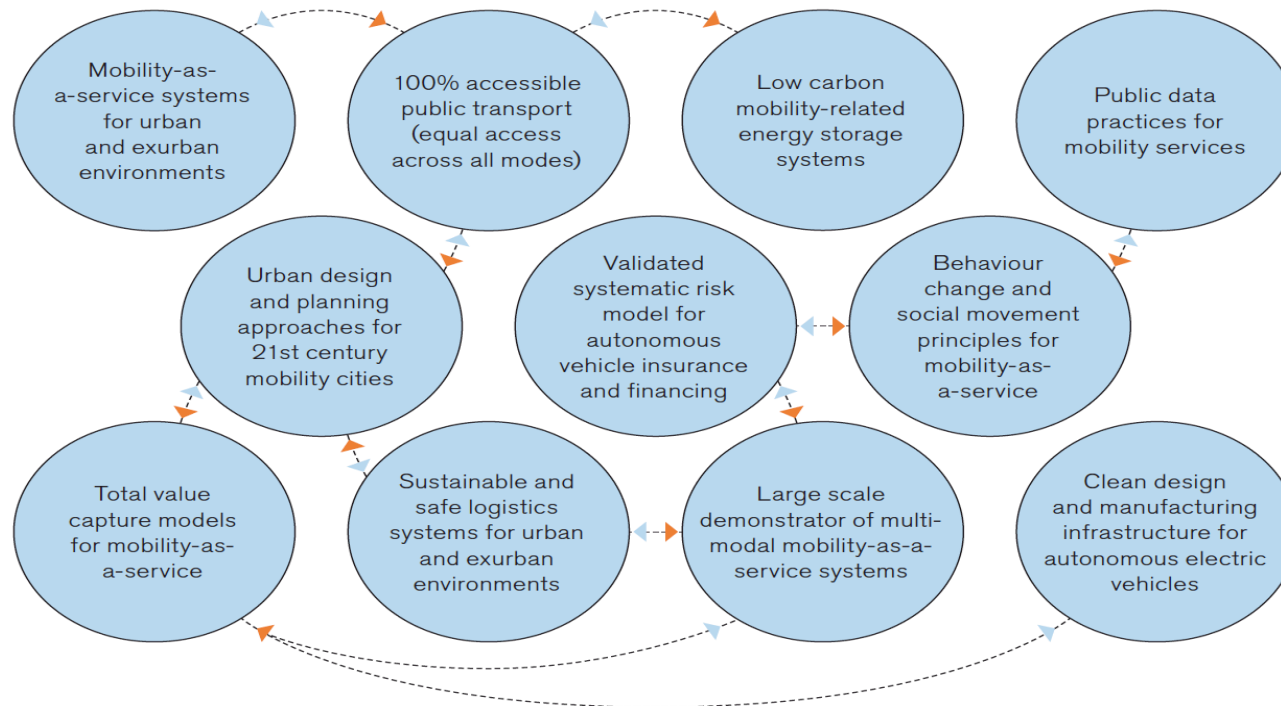 Mobility-as-
a-service systems
for urban
and exurban
environments
100% accessible
public transport
(equal access
across all modes)
Low carbon
mobility-related
energy storage
systems
Public data
practices for
mobility services
Urban design
and planning
approaches for
21st century
mobility cities
Validated
systematic risk
model for
autonomous
vehicle insurance
and financing
Behaviour
change and
social movement
principles for
mobility-as-
a-service
Total value
capture models
for mobility-as-
a-service
Sustainable and
safe logistics
systems for urban
and exurban
environments
Large scale
demonstrator of multi-
modal mobility-as-a-
service systems
Clean design
and manufacturing
infrastructure for
autonomous electric
vehicles